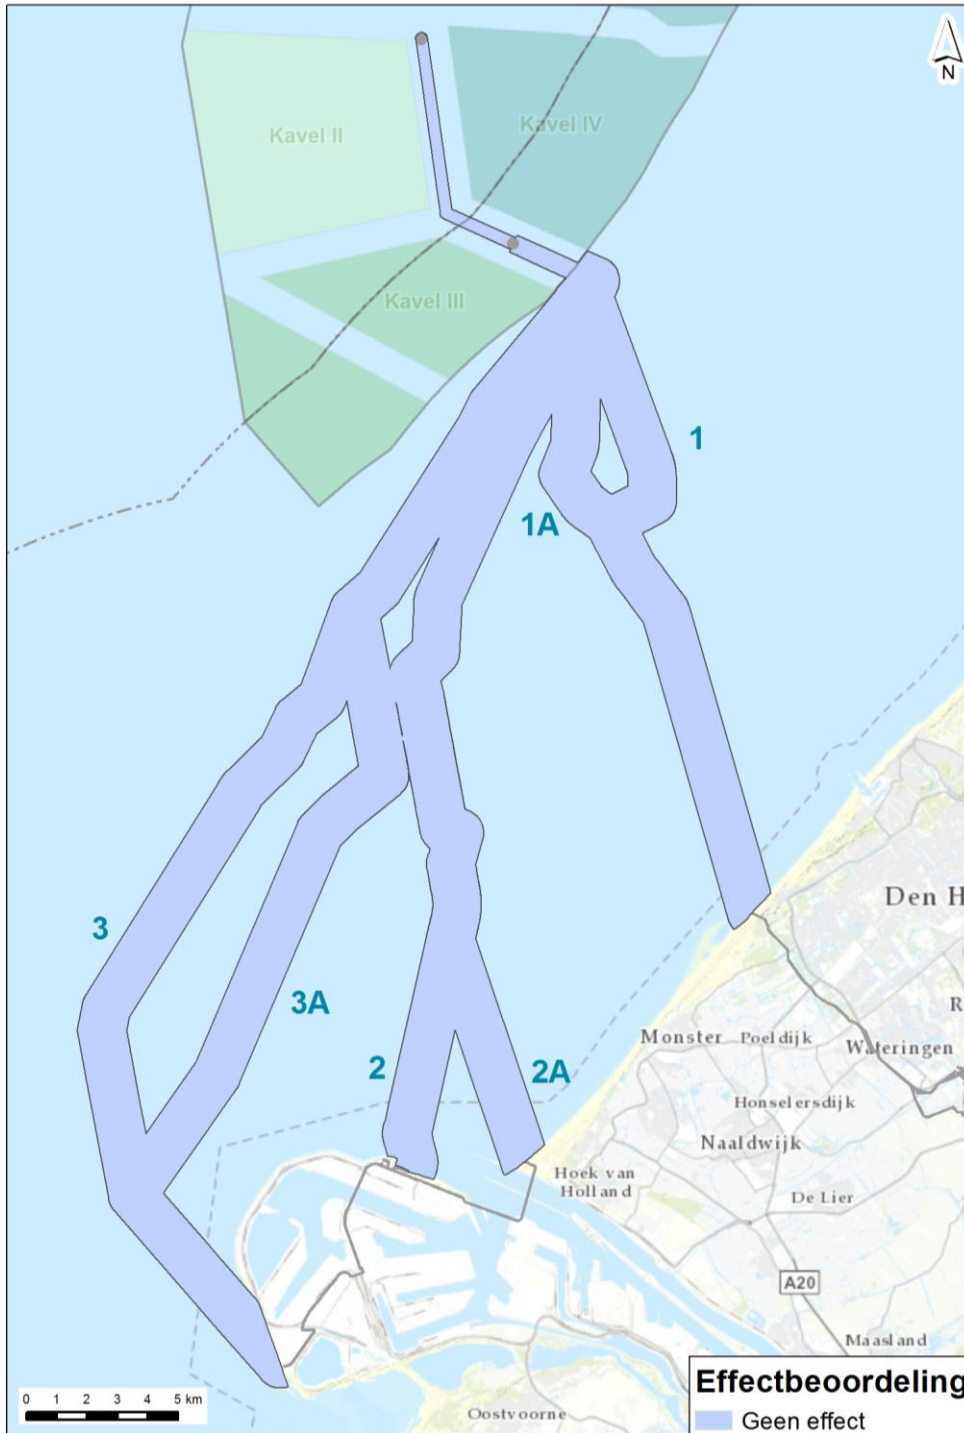 N
Kavel II
Kavel IV
Kavel III
1
1A
3
3A
2
2A
Den H
R
Monster
Poeldijk
Wateringen
Honselersdijk
Naaldwijk
Hoek van
Holland
De Lier
A20
Maasland
Oostvoorne
0 1 2 3 4 5 km
Effectbeoordeling
Geen effect